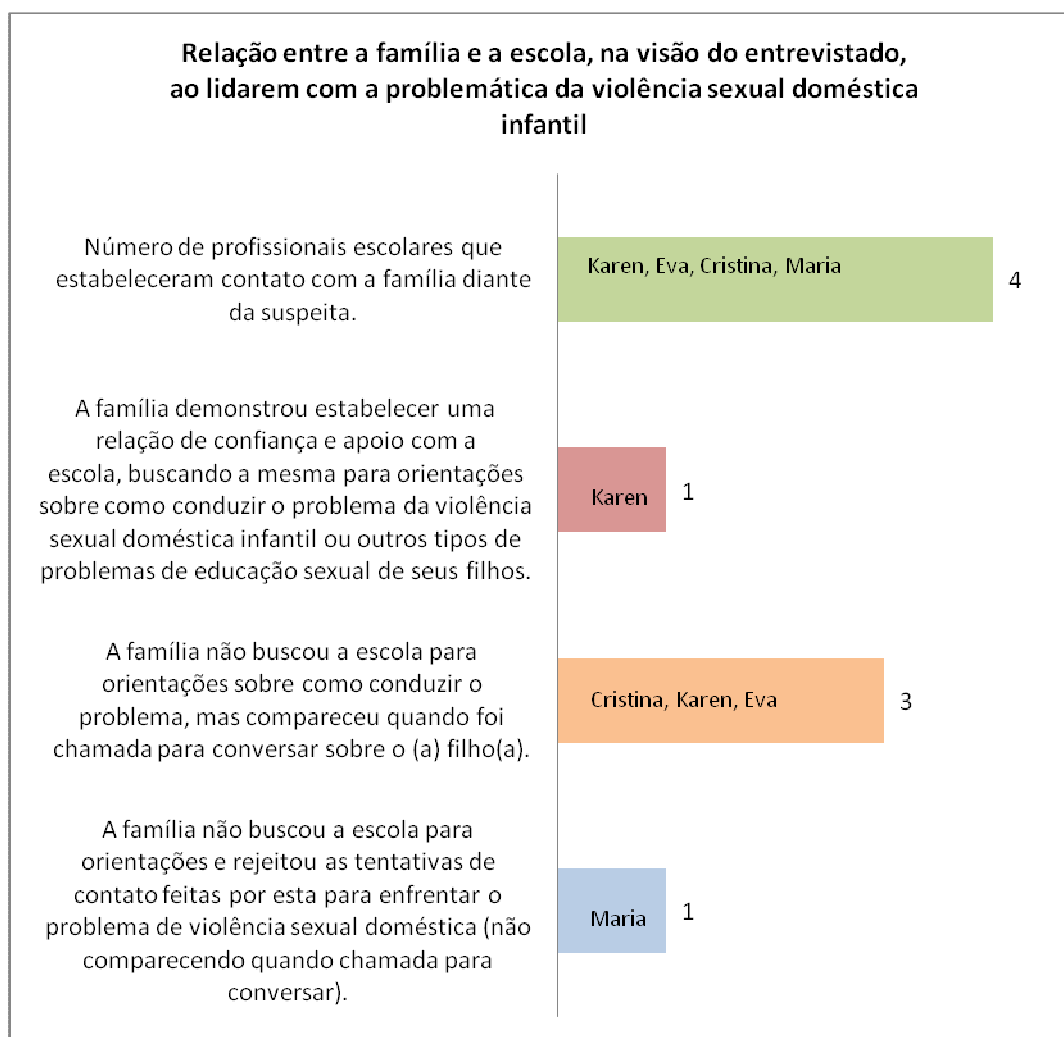 Relação entre a família e a escola, na visão do entrevistado,
ao lidarem com a problemática da violência sexual doméstica
infantil
Número de profissionais escolares que
estabeleceram contato com a família diante
da suspeita.
Karen, Eva, Cristina, Maria
4
A família demonstrou estabelecer uma
relação de confiança e apoio com a
escola, buscando a mesma para orientações
sobre como conduzir o problema da violência
sexual doméstica infantil ou outros tipos de
problemas de educação sexual de seus filhos.
Karen
1
A família não buscou a escola para
orientações sobre como conduzir o
problema, mas compareceu quando foi
chamada para conversar sobre o (a) filho(a).
Cristina, Karen, Eva
3
A família não buscou a escola para
orientações e rejeitou as tentativas de
contato feitas por esta para enfrentar o
problema de violência sexual doméstica (não
comparecendo quando chamada para
conversar).
Maria
1